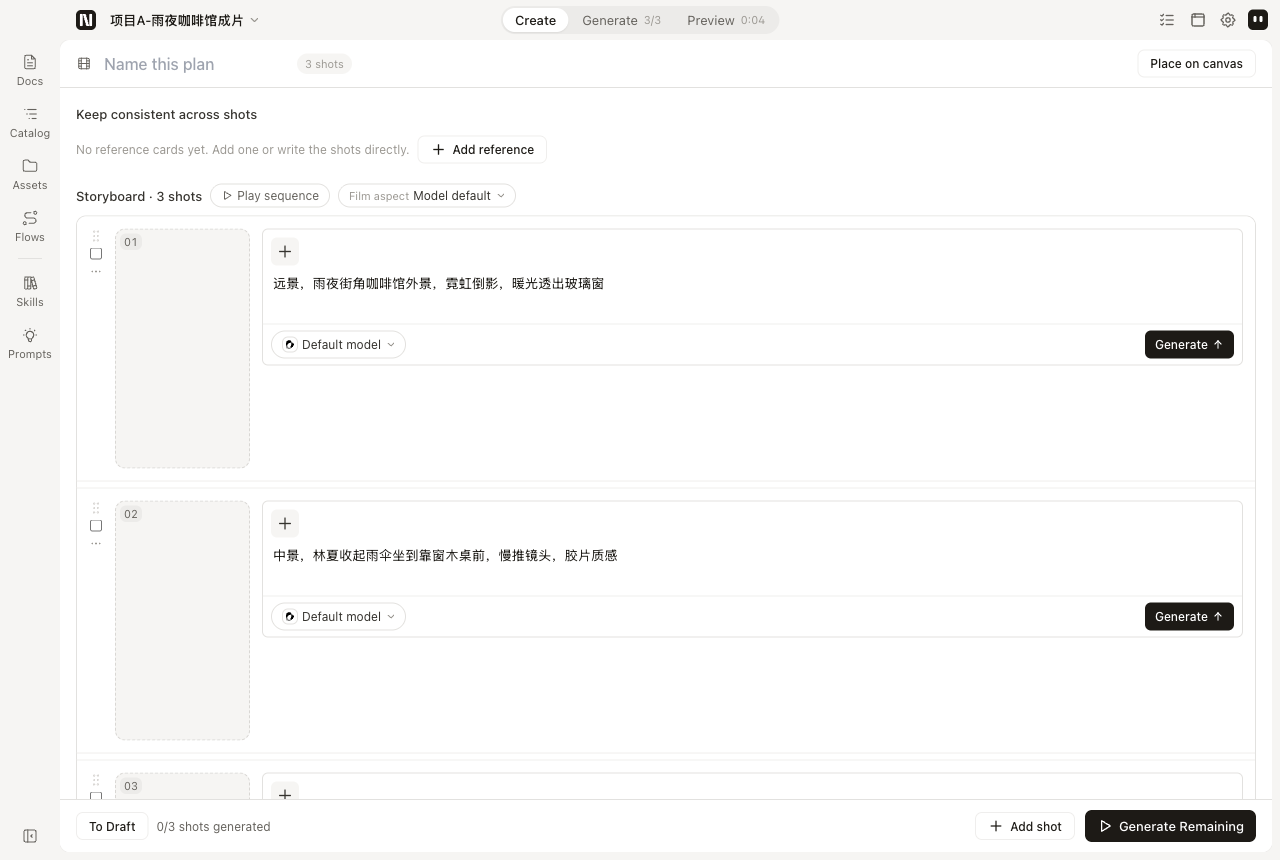 项目A-雨夜咖啡馆成片
Create
Generate 3/3
Preview 0:04
Docs
Catalog
Assets
Flows
Skills
Prompts
Name this plan
3 shots
Place on canvas
Keep consistent across shots
No reference cards yet. Add one or write the shots directly.
Add reference
Storyboard · 3 shots
Play sequence
Film aspect Model default
01
远景，雨夜街角咖啡馆外景，霓虹倒影，暖光透出玻璃窗
Default model
Generate
02
中景，林夏收起雨伞坐到靠窗木桌前，慢推镜头，胶片质感
Default model
Generate
03
To Draft
0/3 shots generated
Add shot
Generate Remaining